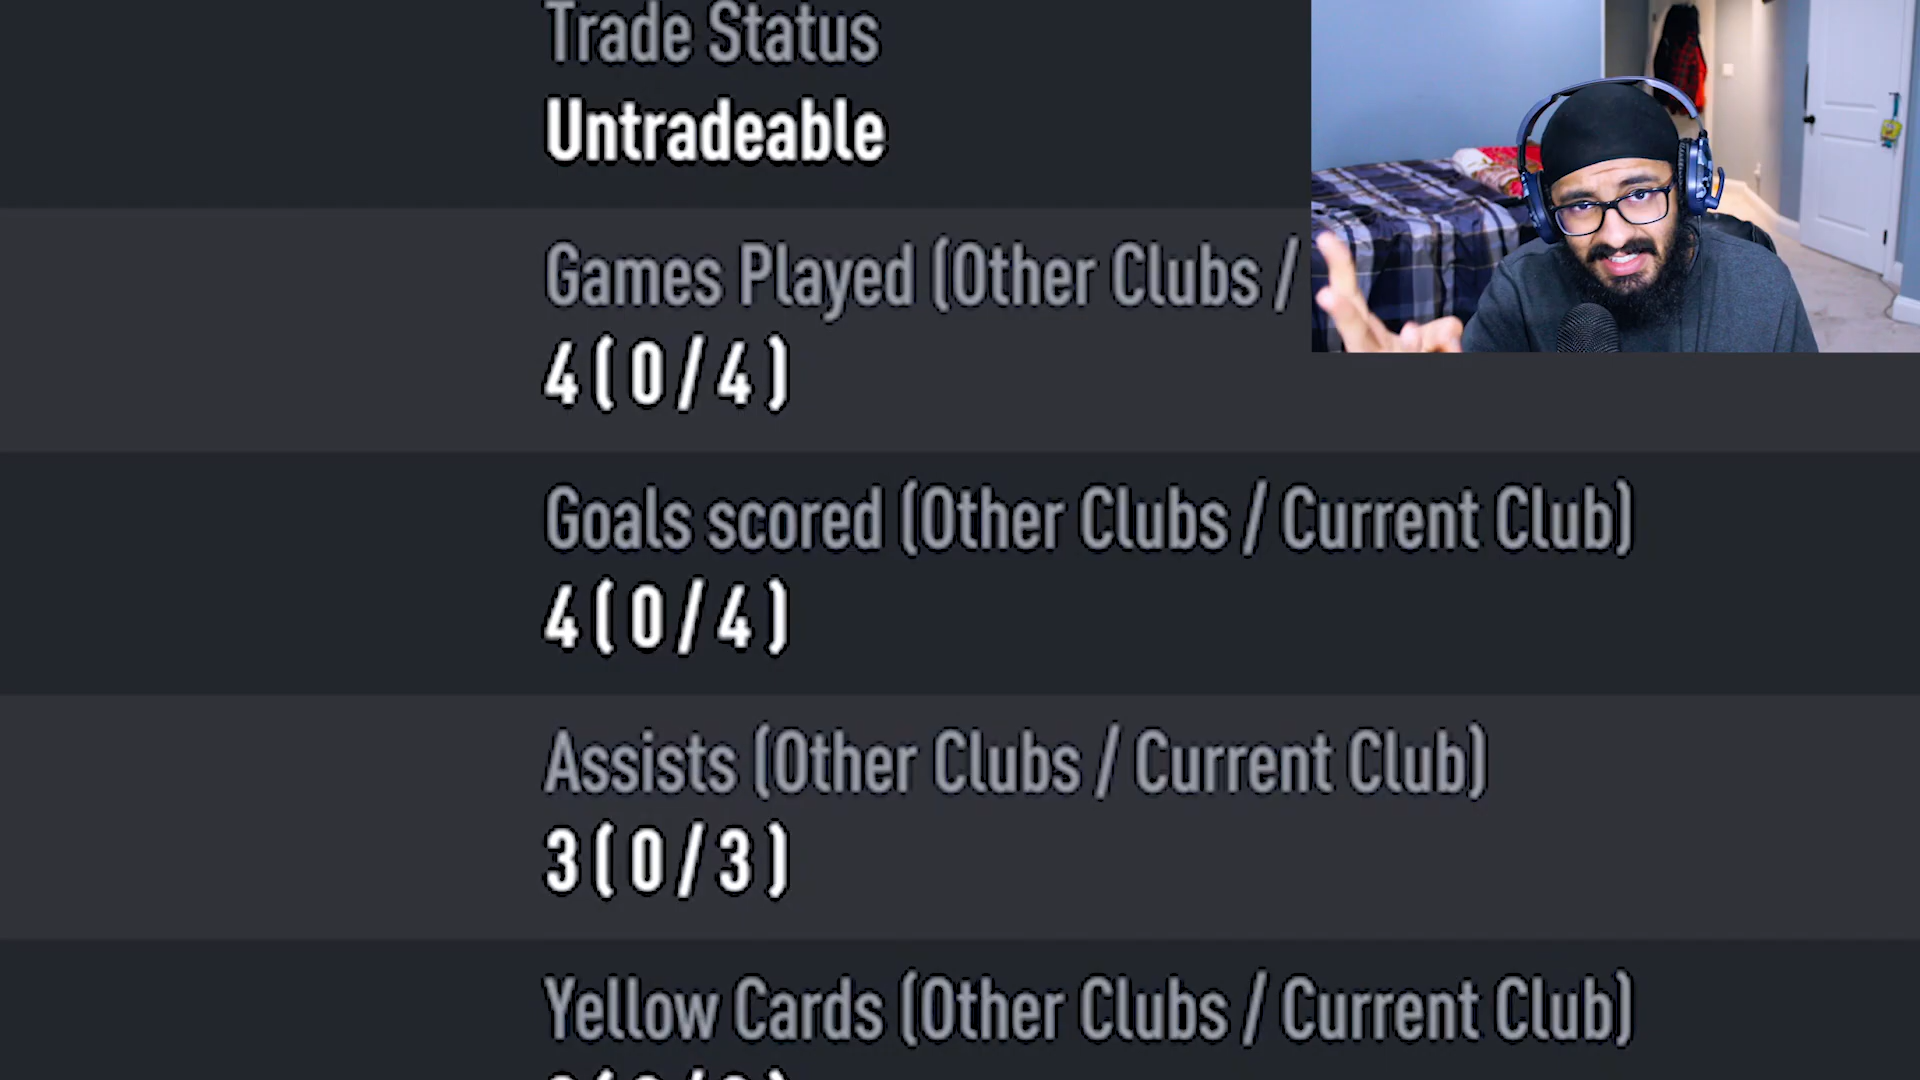 Trade Status
Untradeable
Games Played (Other Clubs /
4 ( 0 / 4 )
Goals scored (Other Clubs / Current Club)
4 ( 0 / 4 )
Assists (Other Clubs / Current Club)
3 ( 0 / 3 )
Yellow Cards (Other Clubs / Current Club)